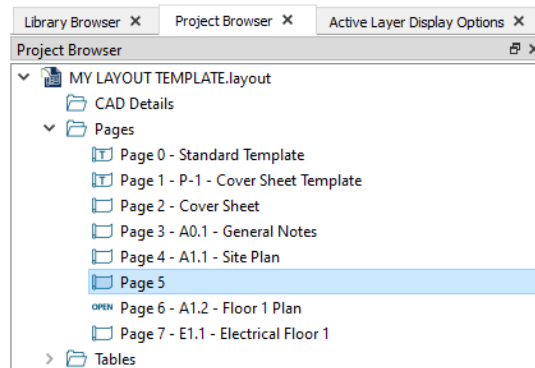 Library Browser × Project Browser × Active Layer Display Options ×
Project Browser
MY LAYOUT TEMPLATE.layout
CAD Details
Pages
T Page 0 - Standard Template
T Page 1 - P-1 - Cover Sheet Template
Page 2 - Cover Sheet
Page 3 - A0.1 - General Notes
Page 4 - A1.1 - Site Plan
Page 5
OPEN Page 6 - A1.2 - Floor 1 Plan
Page 7 - E1.1 - Electrical Floor 1
Tables